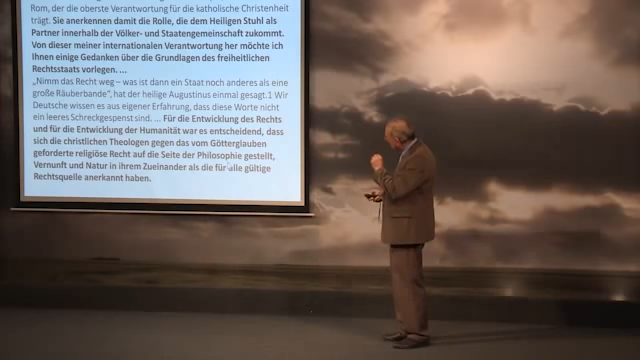 Rom, der die oberste Verantwortung für die katholische Christenheit
trägt. Sie anerkennen damit die Rolle, die dem Heiligen Stuhl als
Partner innerhalb der Völker- und Staatengemeinschaft zukommt.
Von dieser meiner internationalen Verantwortung her möchte ich
Ihnen einige Gedanken über die Grundlagen des freiheitlichen
Rechtsstaats vorlegen. ...
„Nimm das Recht weg – was ist dann ein Staat noch anderes als eine
große Räuberbande“, hat der heilige Augustinus einmal gesagt.1 Wir
Deutsche wissen es aus eigener Erfahrung, dass diese Worte nicht
ein leeres Schreckgespenst sind. ... Für die Entwicklung des Rechts
und für die Entwicklung der Humanität war es entscheidend, dass
sich die christlichen Theologen gegen das vom Götterglauben
geforderte religiöse Recht auf die Seite der Philosophie gestellt,
Vernunft und Natur in ihrem Zueinander als die für alle gültige
Rechtsquelle anerkannt haben.